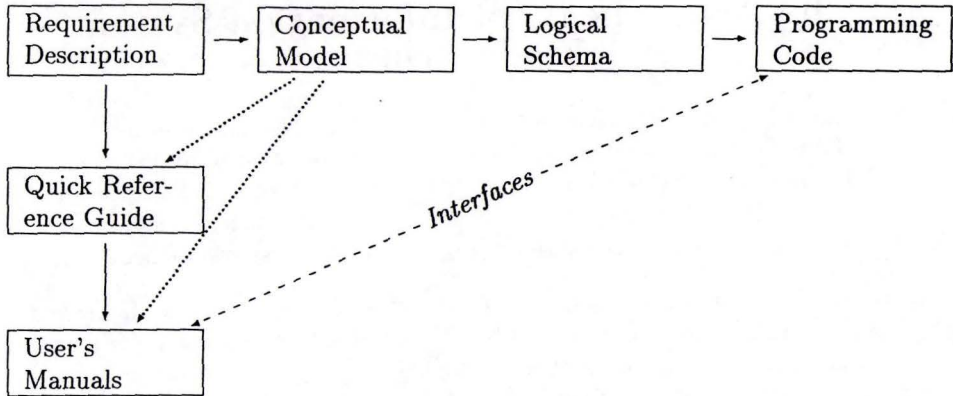 Requirement
Description
Conceptual
Model
Logical
Schema
Programming
Code
Quick Refer-
ence Guide
Interfaces
User's
Manuals